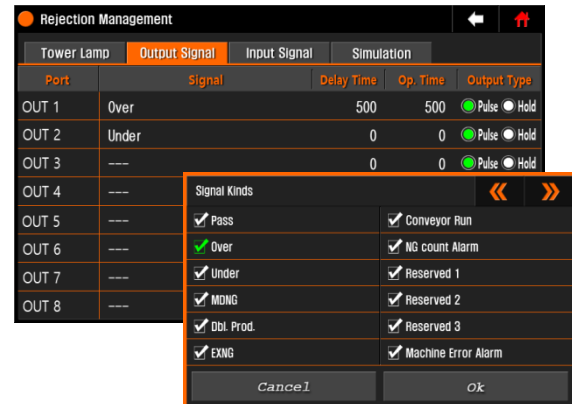 Rejection Management
Tower Lamp Output Signal Input Signal Simulation
Port Signal Delay Time Op. Time Output Type
OUT 1 Over 500 500 Pulse Hold
OUT 2 Under 0 0 Pulse Hold
OUT 3 --- 0 0 Pulse Hold
OUT 4 ---
OUT 5 ---
OUT 6 ---
OUT 7 ---
OUT 8 ---
Signal Kinds
Pass Conveyor Run
Over NG count Alarm
Under Reserved 1
MDNG Reserved 2
Dbl. Prod. Reserved 3
EXNG Machine Error Alarm
Cancel Ok